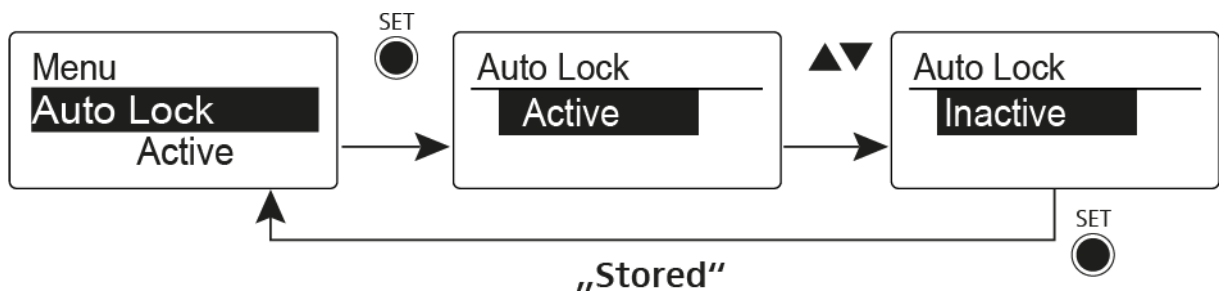 SET
Menu
Auto Lock
Active
Auto Lock
Active
▲▼
Auto Lock
Inactive
SET
„Stored“